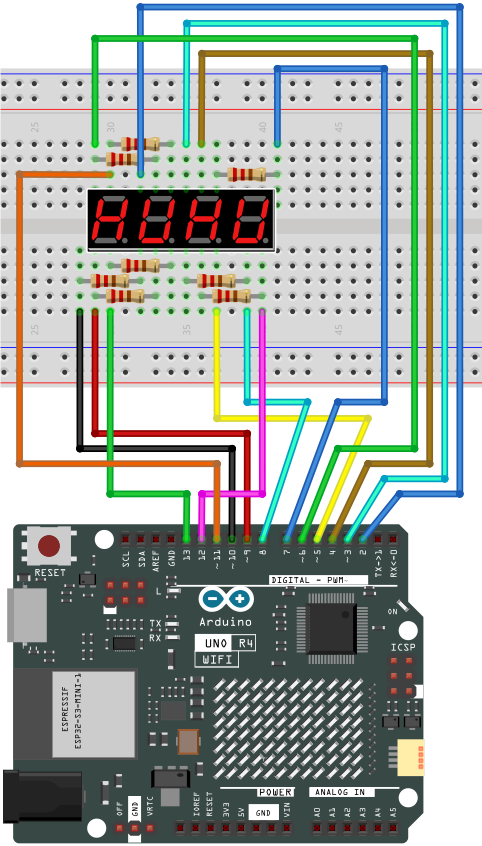 25
30
40
45
25
35
45
RESET
SCL
SDA
AREF
GND
13
12
~11
~10
~9
8
7
~6
~5
4
~3
2
TX→1
RX←0
DIGITAL - PWM~
L
TX
RX
Arduino
UNO R4
WIFI
ON
ICSP
ESPRESSIF
ESP32-S3-MINI-1
POWER
ANALOG IN
OFF
GND
VRTC
IOREF
RESET
3V3
5V
GND
VIN
A0
A1
A2
A3
A4
A5